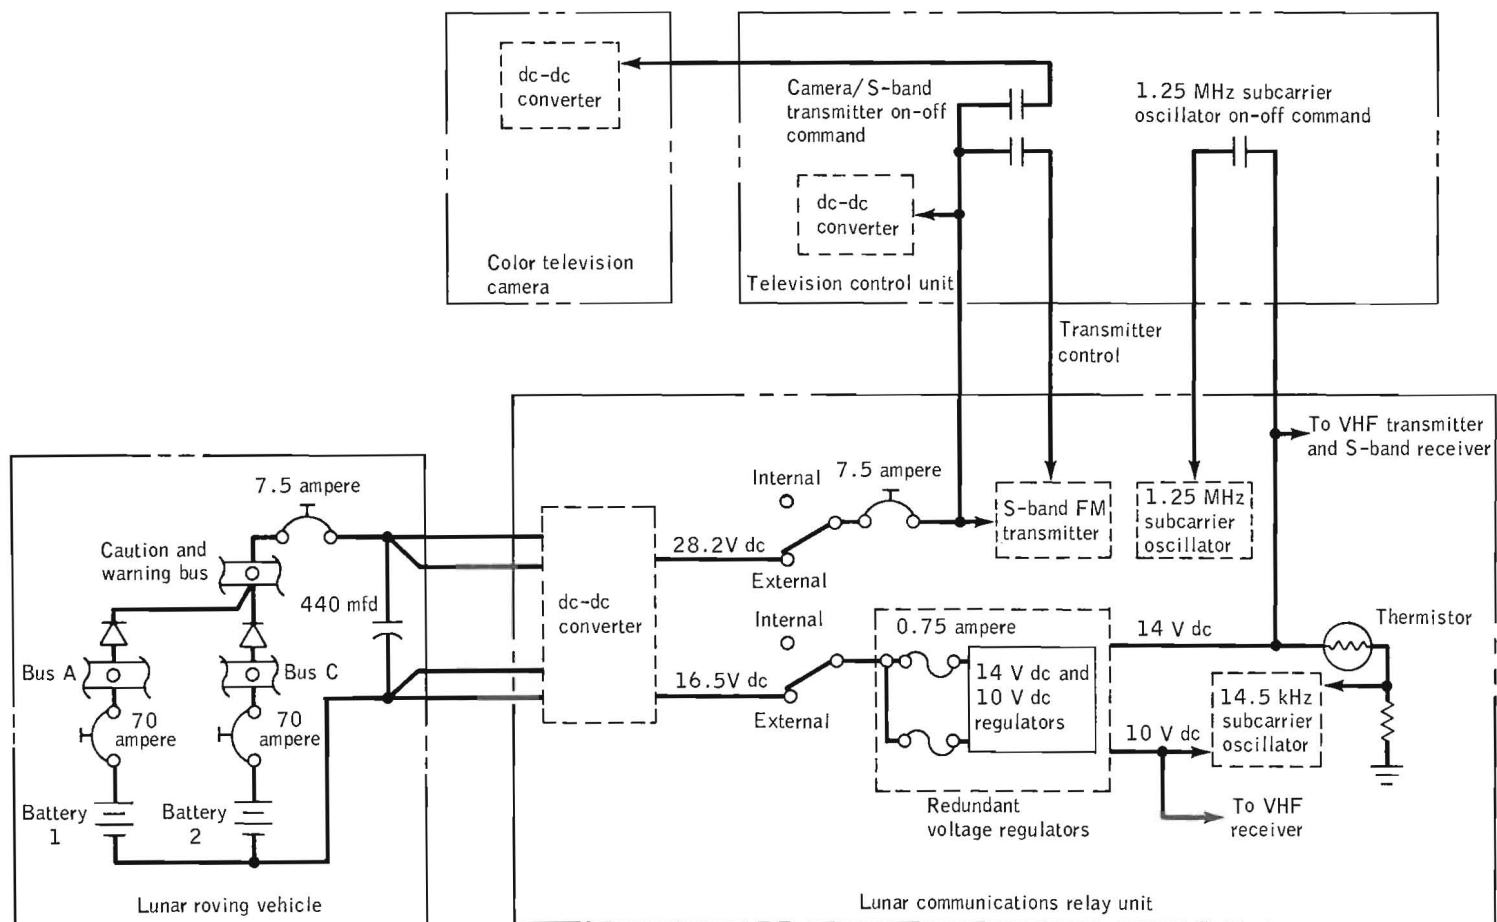 dc-dc
converter
Color television
camera
Camera/S-band
transmitter on-off
command
1.25 MHz subcarrier
oscillator on-off command
dc-dc
converter
Television control unit
Transmitter
control
To VHF transmitter
and S-band receiver
7.5 ampere
Caution and
warning bus
440 mfd
Bus A
Bus C
70
ampere
70
ampere
Battery
1
Battery
2
Lunar roving vehicle
dc-dc
converter
28.2V dc
Internal
External
7.5 ampere
S-band FM
transmitter
1.25 MHz
subcarrier
oscillator
16.5V dc
Internal
External
0.75 ampere
14 V dc and
10 V dc
regulators
Redundant
voltage regulators
14 V dc
Thermistor
10 V dc
14.5 kHz
subcarrier
oscillator
To VHF
receiver
Lunar communications relay unit